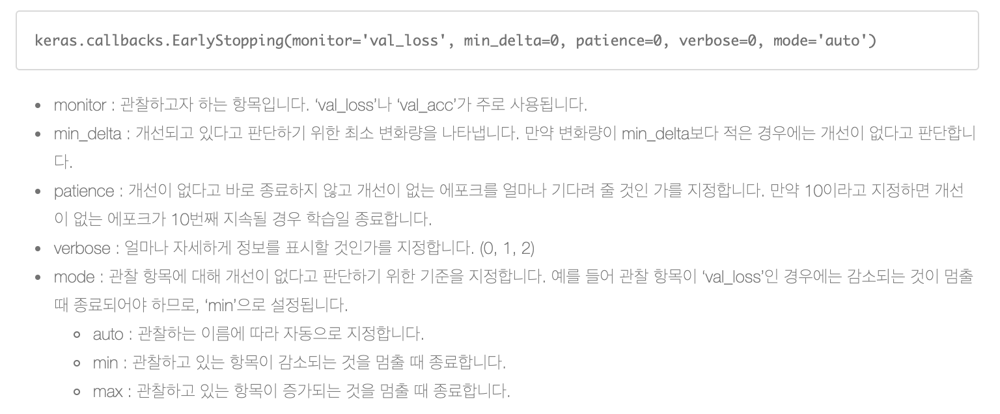 keras.callbacks.EarlyStopping(monitor='val_loss', min_delta=0, patience=0, verbose=0, mode='auto')
• monitor : 관찰하고자 하는 항목입니다. ‘val_loss’나 ‘val_acc’가 주로 사용됩니다.
• min_delta : 개선되고 있다고 판단하기 위한 최소 변화량을 나타냅니다. 만약 변화량이 min_delta보다 적은 경우에는 개선이 없다고 판단합니
다.
• patience : 개선이 없다고 바로 종료하지 않고 개선이 없는 에포크를 얼마나 기다려 줄 것인 가를 지정합니다. 만약 10이라고 지정하면 개선
이 없는 에포크가 10번째 지속될 경우 학습일 종료합니다.
• verbose : 얼마나 자세하게 정보를 표시할 것인가를 지정합니다. (0, 1, 2)
• mode : 관찰 항목에 대해 개선이 없다고 판단하기 위한 기준을 지정합니다. 예를 들어 관찰 항목이 ‘val_loss’인 경우에는 감소되는 것이 멈출
때 종료되어야 하므로, ‘min’으로 설정됩니다.
◦ auto : 관찰하는 이름에 따라 자동으로 지정합니다.
◦ min : 관찰하고 있는 항목이 감소되는 것을 멈출 때 종료합니다.
◦ max : 관찰하고 있는 항목이 증가되는 것을 멈출 때 종료합니다.